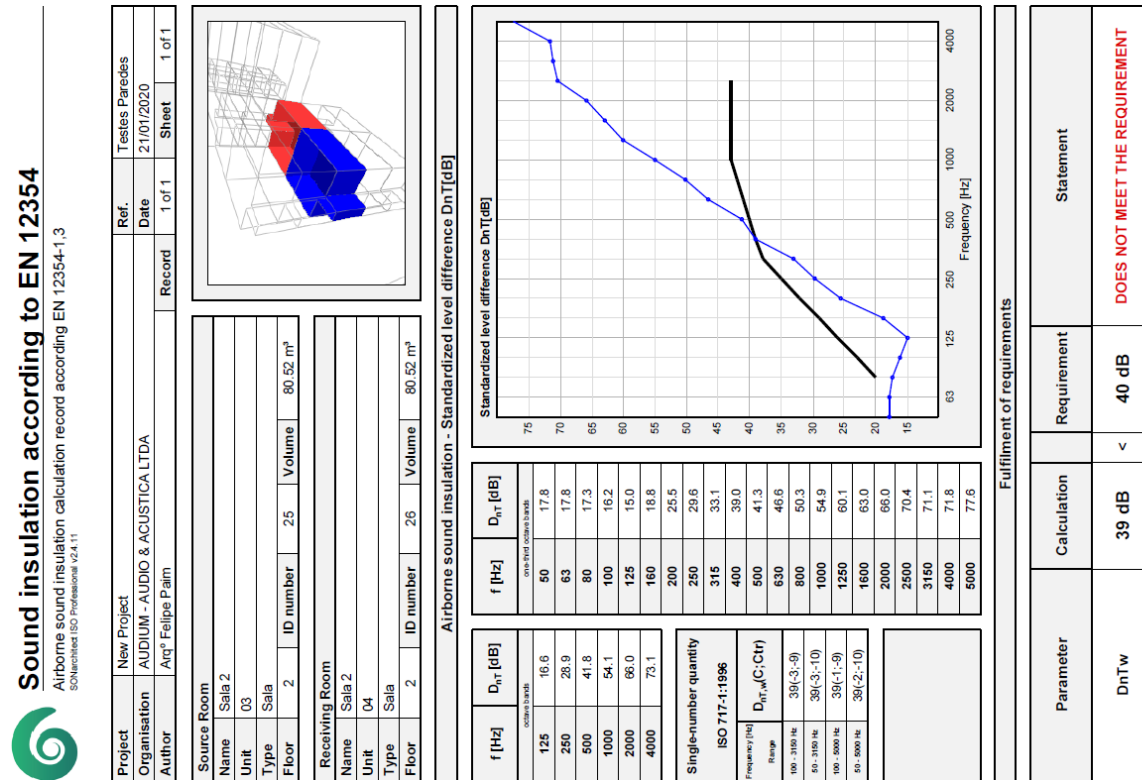 Sound insulation according to EN 12354
Airborne sound insulation calculation record according EN 12354-1,3
SONarchitect ISO Professional v2.4.11
Project New Project Ref. Testes Paredes
Organisation AUDIUM - AUDIO & ACUSTICA LTDA Date 21/01/2020
Author Arqº Felipe Paim Record 1 of 1 Sheet 1 of 1
Source Room
Name Sala 2
Unit 03
Type Sala
Floor 2 ID number 25 Volume 80.52 m³
Receiving Room
Name Sala 2
Unit 04
Type Sala
Floor 2 ID number 26 Volume 80.52 m³
Airborne sound insulation - Standardized level difference DnT[dB]
f [Hz] DnT [dB]
octave bands
125 16.6
250 28.9
500 41.8
1000 54.1
2000 66.0
4000 73.1
Single-number quantity
ISO 717-1:1996
Frequency [Hz] Range DnT,w(C;Ctr)
100 - 3150 Hz 39(-3;-9)
50 - 3150 Hz 39(-3;-10)
100 - 5000 Hz 39(-1;-9)
50 - 5000 Hz 39(-2;-10)
f [Hz] DnT [dB]
one-third octave bands
50 17.8
63 17.8
80 17.3
100 16.2
125 15.0
160 18.8
200 25.5
250 29.6
315 33.1
400 39.0
500 41.3
630 46.6
800 50.3
1000 54.9
1250 60.1
1600 63.0
2000 66.0
2500 70.4
3150 71.1
4000 71.8
5000 77.6
Standardized level difference DnT[dB]
75
70
65
60
55
50
45
40
35
30
25
20
15
63 125 250 500 1000 2000 4000
Frequency [Hz]
Fulfilment of requirements
Parameter Calculation Requirement Statement
DnTw 39 dB < 40 dB DOES NOT MEET THE REQUIREMENT